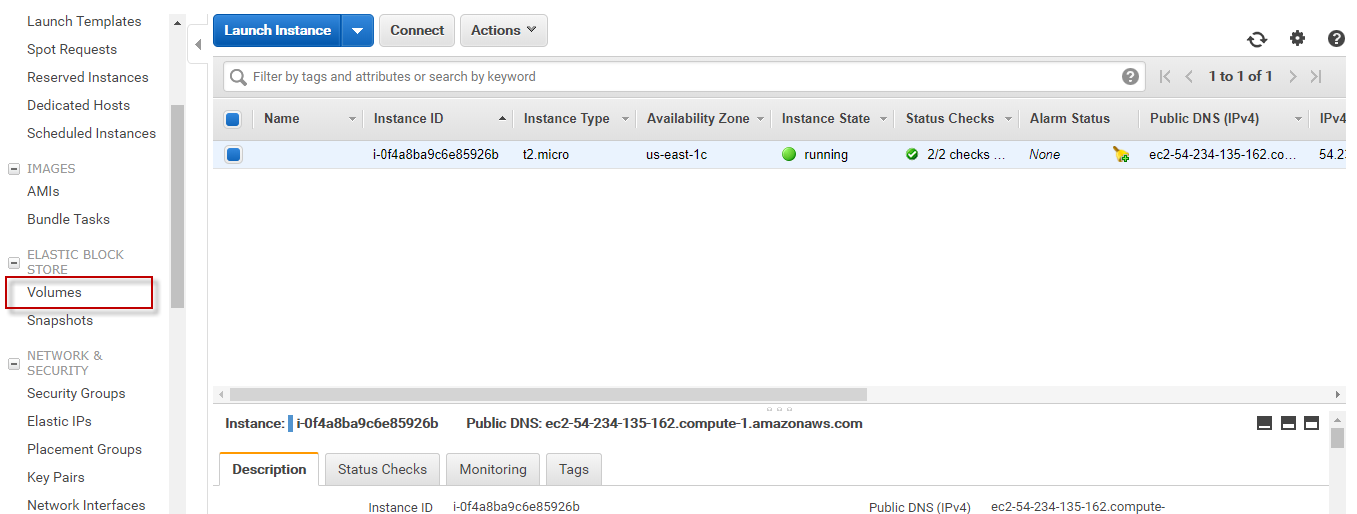 Launch Templates
Spot Requests
Reserved Instances
Dedicated Hosts
Scheduled Instances
IMAGES
AMIs
Bundle Tasks
ELASTIC BLOCK
STORE
Volumes
Snapshots
NETWORK &
SECURITY
Security Groups
Elastic IPs
Placement Groups
Key Pairs
Network Interfaces
Launch Instance Connect Actions
Filter by tags and attributes or search by keyword 1 to 1 of 1
Name Instance ID Instance Type Availability Zone Instance State Status Checks Alarm Status Public DNS (IPv4) IPv4
i-0f4a8ba9c6e85926b t2.micro us-east-1c running 2/2 checks ... None ec2-54-234-135-162.co... 54.23
Instance: i-0f4a8ba9c6e85926b Public DNS: ec2-54-234-135-162.compute-1.amazonaws.com
Description Status Checks Monitoring Tags
Instance ID i-0f4a8ba9c6e85926b Public DNS (IPv4) ec2-54-234-135-162.compute-